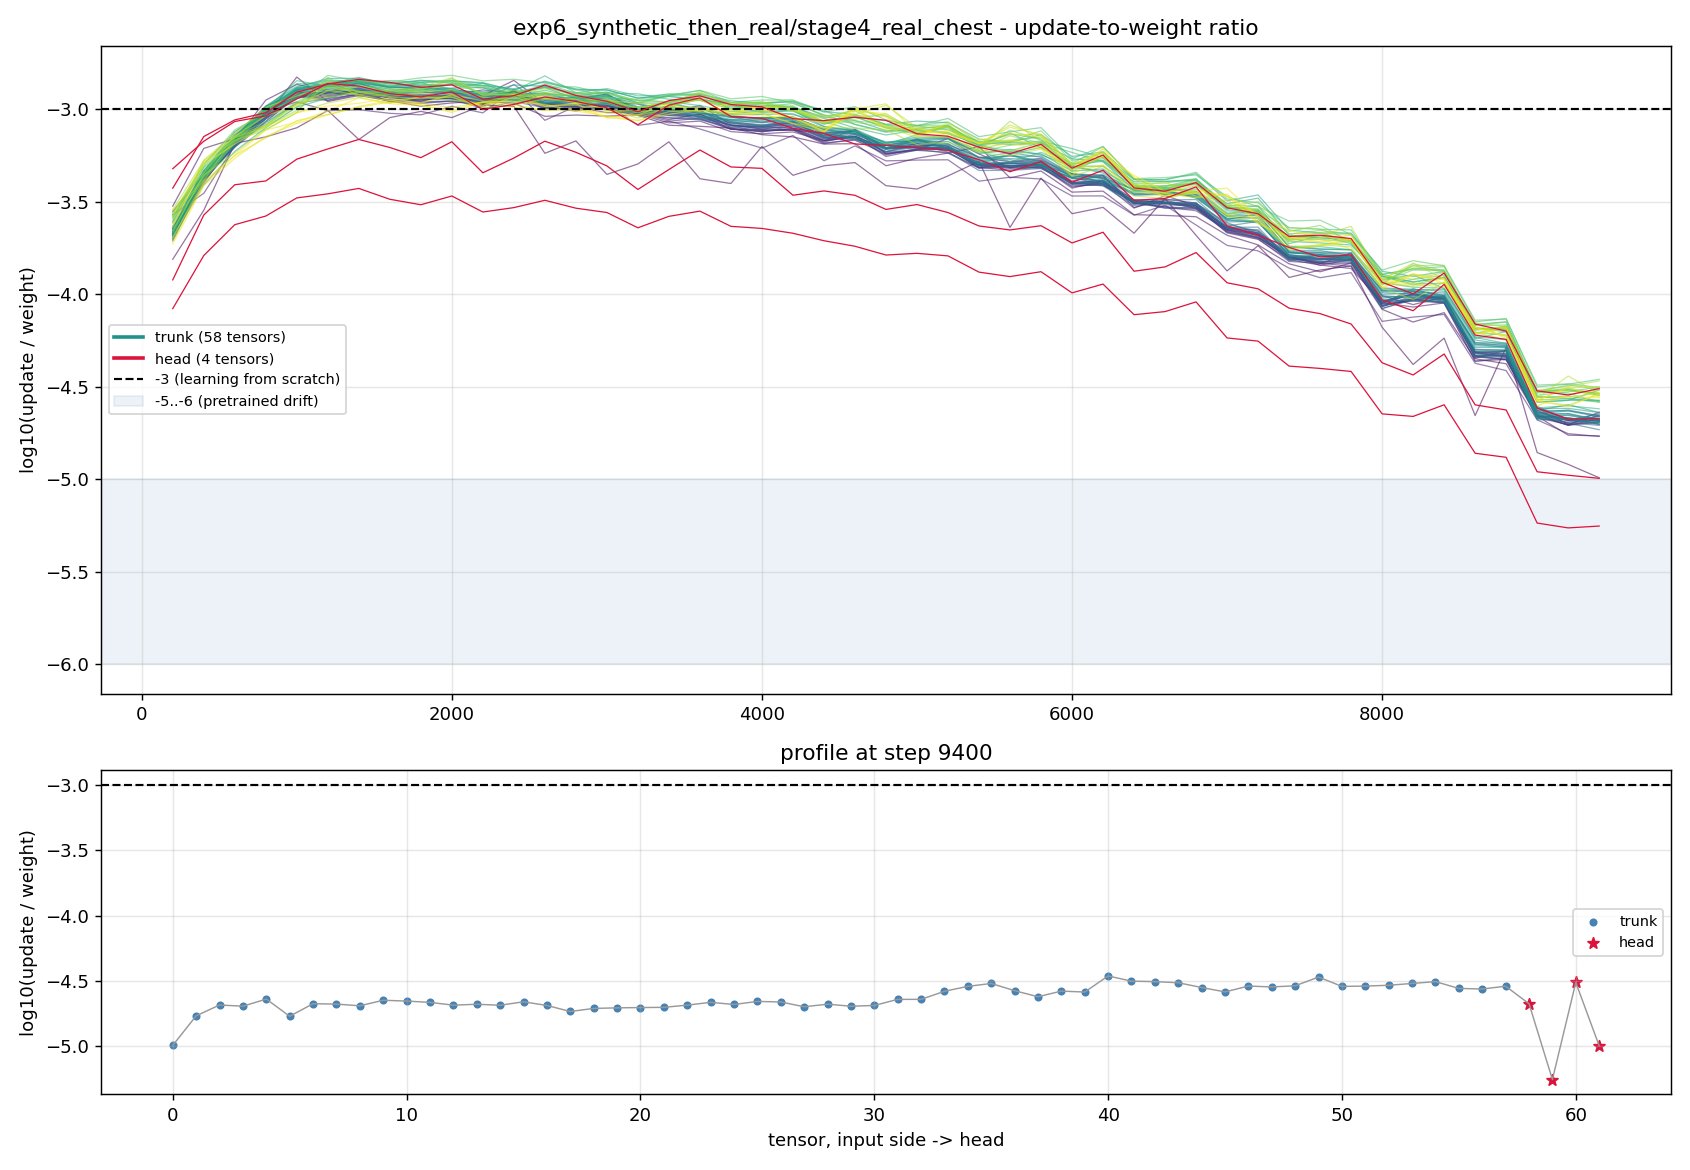 exp6_synthetic_then_real/stage4_real_chest - update-to-weight ratio
log10(update / weight)
−3.0
−3.5
−4.0
−4.5
−5.0
−5.5
−6.0
trunk (58 tensors)
head (4 tensors)
-3 (learning from scratch)
-5..-6 (pretrained drift)
0
2000
4000
6000
8000
profile at step 9400
log10(update / weight)
−3.0
−3.5
−4.0
−4.5
−5.0
trunk
head
0
10
20
30
40
50
60
tensor, input side -> head